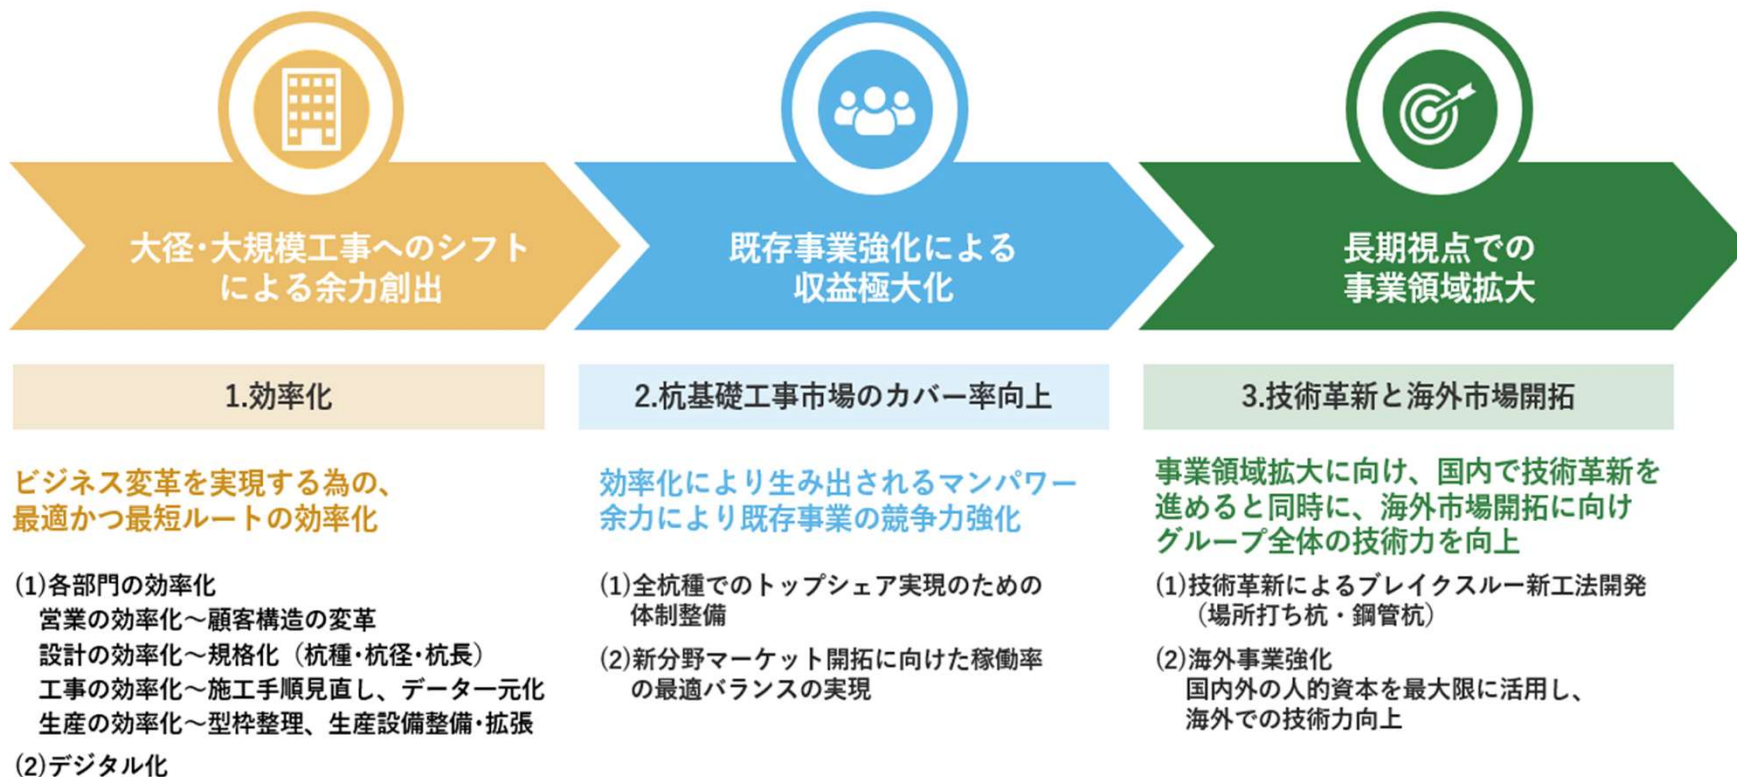 大径・大規模工事へのシフト
による余力創出
既存事業強化による
収益極大化
長期視点での
事業領域拡大
1.効率化
2.杭基礎工事市場のカバー率向上
3.技術革新と海外市場開拓
ビジネス変革を実現する為の、
最適かつ最短ルートの効率化
(1)各部門の効率化
営業の効率化～顧客構造の変革
設計の効率化～規格化（杭種・杭径・杭長）
工事の効率化～施工手順見直し、データ一元化
生産の効率化～型枠整理、生産設備整備・拡張
(2)デジタル化
効率化により生み出されるマンパワー
余力により既存事業の競争力強化
(1)全杭種でのトップシェア実現のための
体制整備
(2)新分野マーケット開拓に向けた稼働率
の最適バランスの実現
事業領域拡大に向け、国内で技術革新を
進めると同時に、海外市場開拓に向け
グループ全体の技術力を向上
(1)技術革新によるブレイクスルー新工法開発
（場所打ち杭・鋼管杭）
(2)海外事業強化
国内外の人的資本を最大限に活用し、
海外での技術力向上